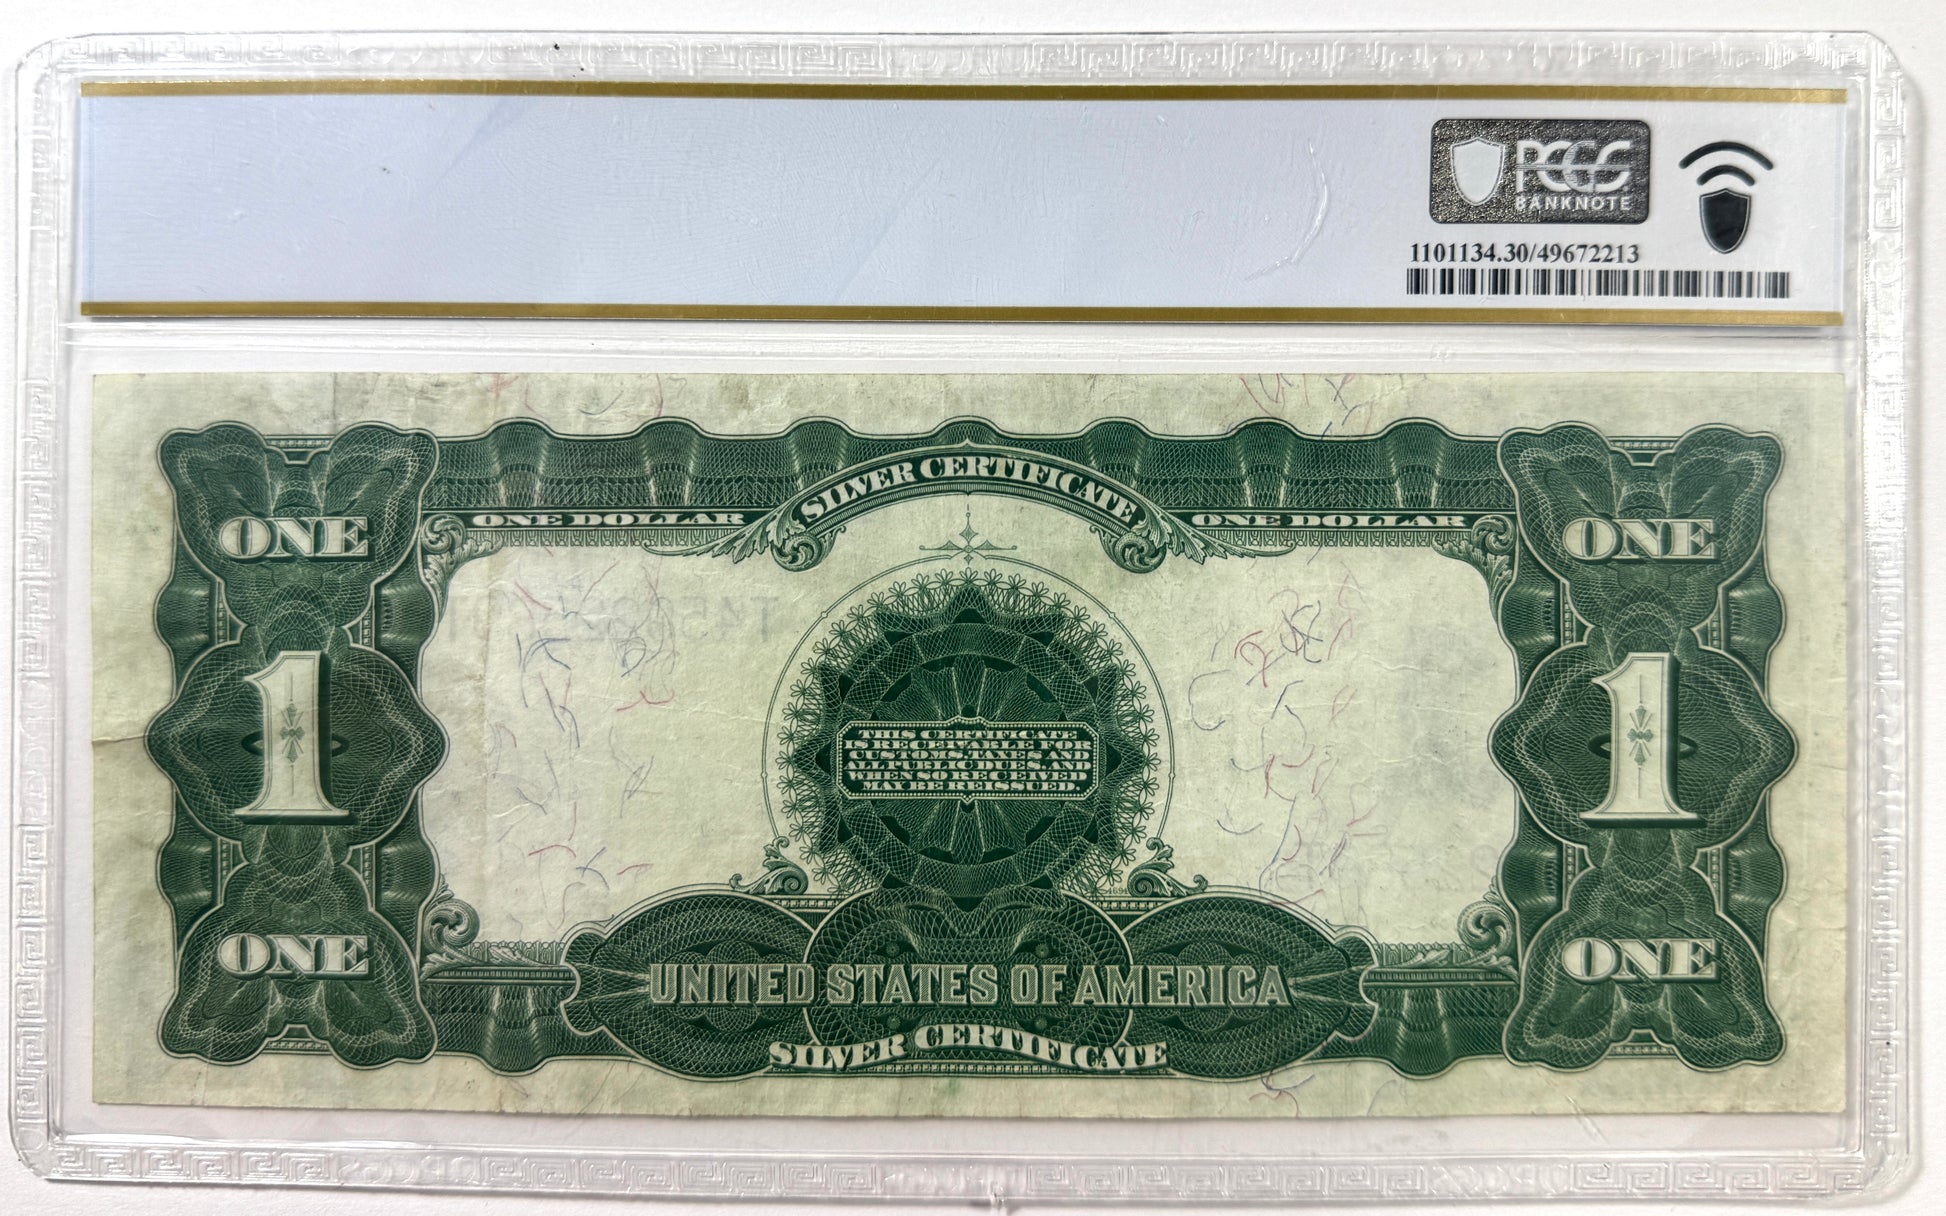 PCGS
BANKNOTE
1101134.30/49672213
SILVER CERTIFICATE
ONE DOLLAR
ONE DOLLAR
ONE
ONE
1
1
THIS CERTIFICATE
IS RECEIVABLE FOR
CUSTOMS, TAXES AND
ALL PUBLIC DUES AND
WHEN SO RECEIVED
MAY BE REISSUED.
ONE
ONE
UNITED STATES OF AMERICA
SILVER CERTIFICATE